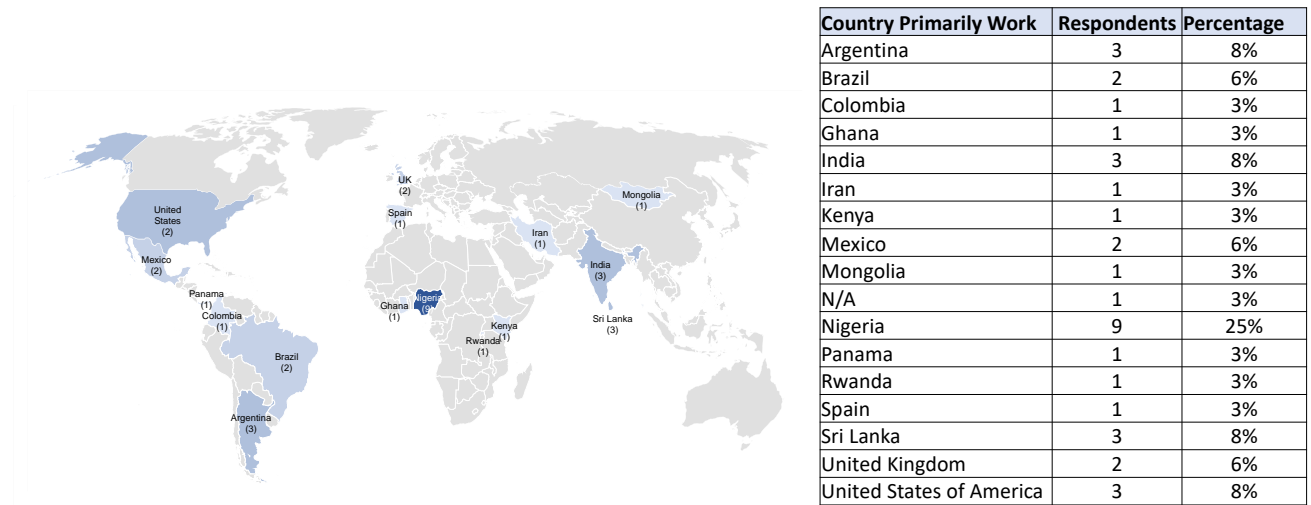 UK
(2)
Mongolia
(1)
United
States
(2)
Spain
(1)
Iran
(1)
Mexico
(2)
India
(3)
Panama
(1)
Ghana
(1)
Nigeria
(9)
Colombia
(1)
Sri Lanka
(3)
Kenya
(1)
Rwanda
(1)
Brazil
(2)
Argentina
(3)
Country Primarily Work Respondents Percentage
Argentina 3 8%
Brazil 2 6%
Colombia 1 3%
Ghana 1 3%
India 3 8%
Iran 1 3%
Kenya 1 3%
Mexico 2 6%
Mongolia 1 3%
N/A 1 3%
Nigeria 9 25%
Panama 1 3%
Rwanda 1 3%
Spain 1 3%
Sri Lanka 3 8%
United Kingdom 2 6%
United States of America 3 8%